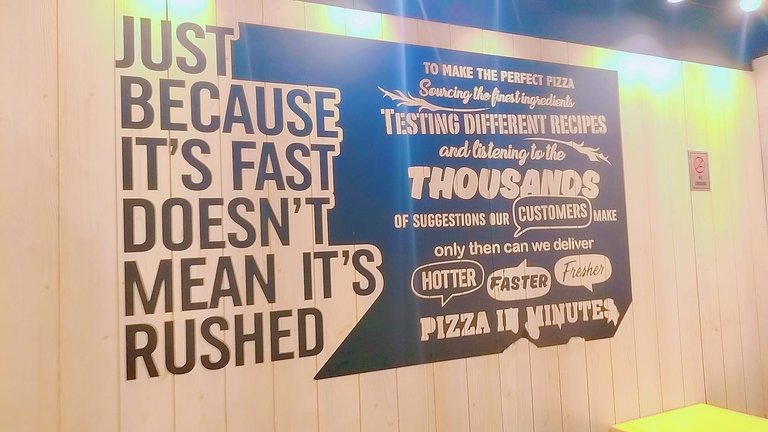 JUST
BECAUSE
IT'S FAST
DOESN'T
MEAN IT'S
RUSHED
TO MAKE THE PERFECT PIZZA
Sourcing the finest ingredients
TESTING DIFFERENT RECIPES
and listening to the
THOUSANDS
OF SUGGESTIONS OUR CUSTOMERS MAKE
only then can we deliver
HOTTER FASTER Fresher
PIZZA IN MINUTES
NO
SMOKING